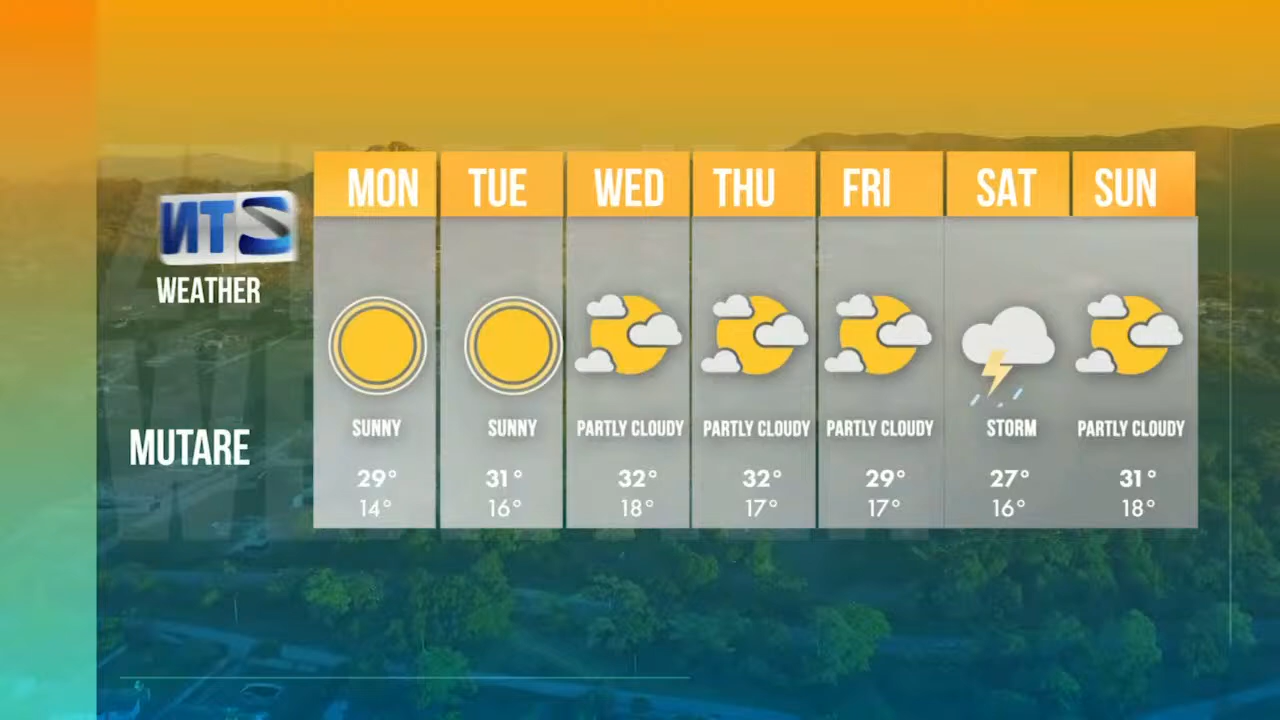 MON TUE WED THU FRI SAT SUN
WEATHER
SUNNY SUNNY PARTLY CLOUDY PARTLY CLOUDY PARTLY CLOUDY STORM PARTLY CLOUDY
MUTARE
29° 31° 32° 32° 29° 27° 31°
14° 16° 18° 17° 17° 16° 18°